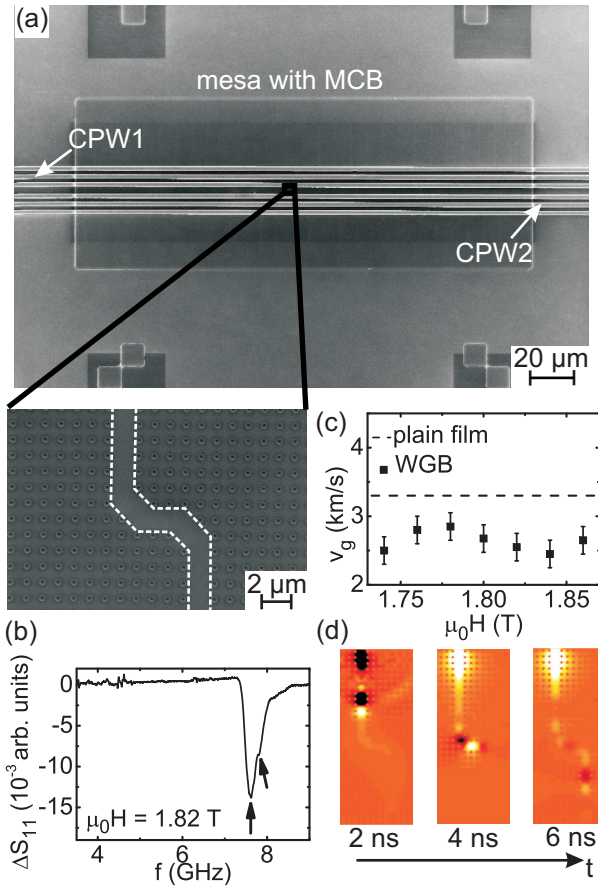 (a)
mesa with MCB
CPW1
CPW2
20 µm
2 µm
(c)
plain film
WGB
v_g (km/s)
4
3
2
1.75 1.80 1.85
µ₀H (T)
(b)
ΔS₁₁ (10⁻³ arb. units)
0
-5
-10
-15
µ₀H = 1.82 T
4 6 8
f (GHz)
(d)
2 ns 4 ns 6 ns
t